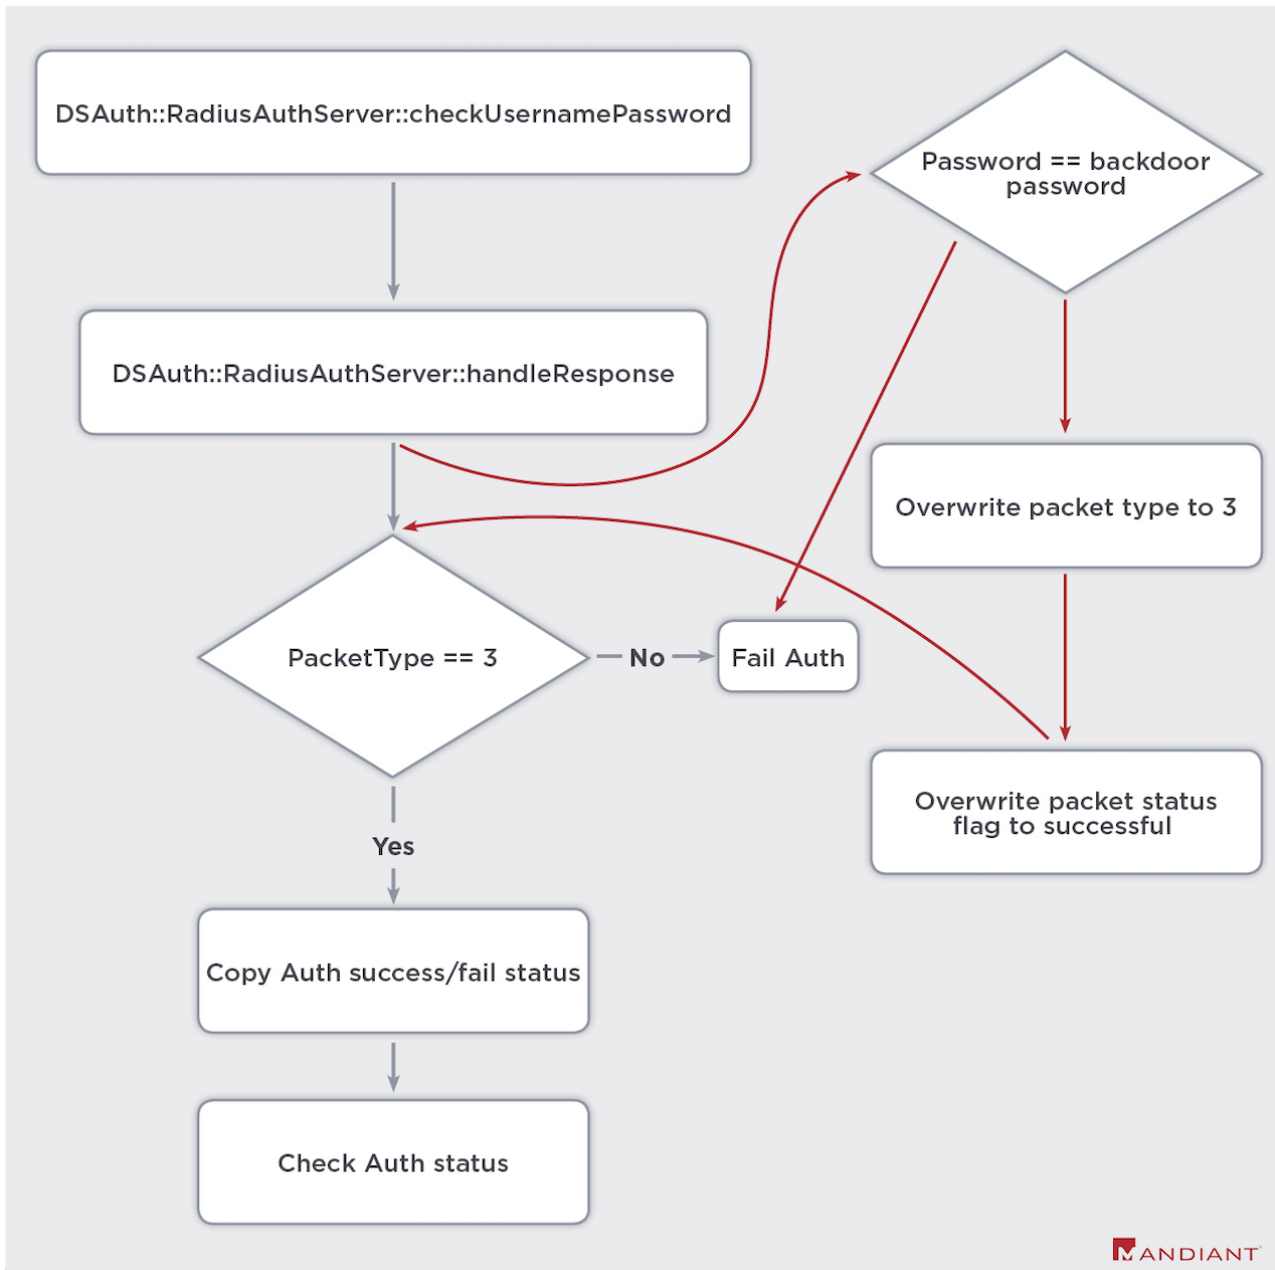 DSAuth::RadiusAuthServer::checkUsernamePassword
Password == backdoor
password
DSAuth::RadiusAuthServer::handleResponse
Overwrite packet type to 3
PacketType == 3
No
Fail Auth
Overwrite packet status
flag to successful
Yes
Copy Auth success/fail status
Check Auth status
MANDIANT